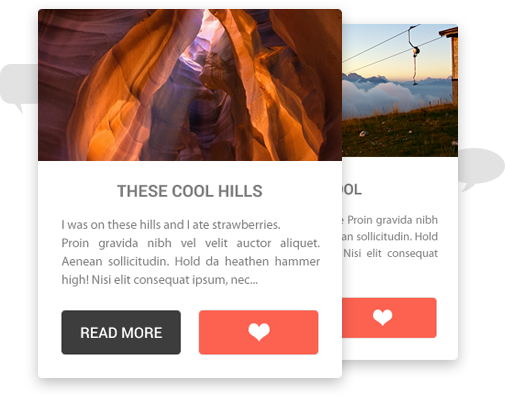 THESE COOL HILLS
I was on these hills and I ate strawberries.
Proin gravida nibh vel velit auctor aliquet.
Aenean sollicitudin. Hold da heathen hammer
high! Nisi elit consequat ipsum, nec...
READ MORE
OOL
Proin gravida nibh
an sollicitudin. Hold
Nisi elit consequat